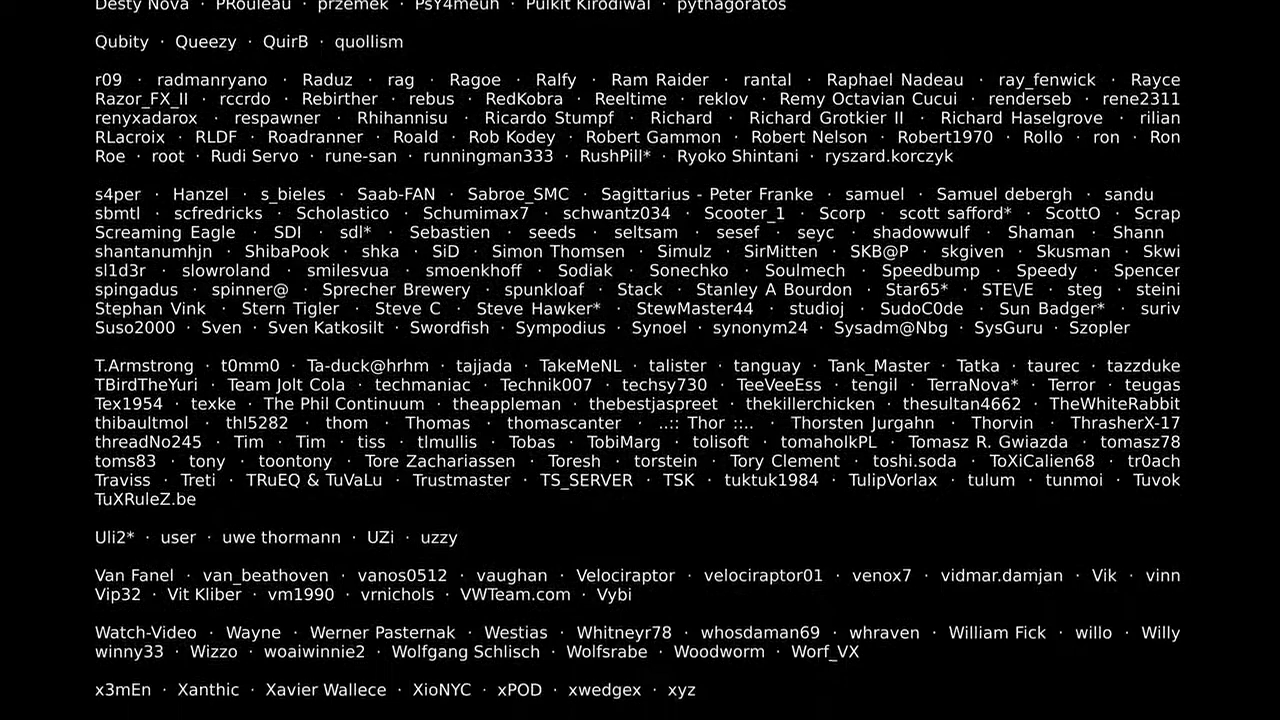 Desty Nova · PRouleau · przemek · PsY4meuh · Pulkit Kirodiwal · pythagoratos
Qubity · Queezy · QuirB · quollism
r09 · radmanryano · Raduz · rag · Ragoe · Ralfy · Ram Raider · rantal · Raphael Nadeau · ray_fenwick · Rayce
Razor_FX_II · rccrdo · Rebirther · rebus · RedKobra · Reeltime · reklov · Remy Octavian Cucui · renderseb · rene2311
renyxadarox · respawner · Rhihannisu · Ricardo Stumpf · Richard · Richard Grotkier II · Richard Haselgrove · rilian
RLacroix · RLDF · Roadranner · Roald · Rob Kodey · Robert Gammon · Robert Nelson · Robert1970 · Rollo · ron · Ron
Roe · root · Rudi Servo · rune-san · runningman333 · RushPill* · Ryoko Shintani · ryszard.korczyk
s4per · Hanzel · s_bieles · Saab-FAN · Sabroe_SMC · Sagittarius - Peter Franke · samuel · Samuel debergh · sandu
sbmtl · scfredricks · Scholastico · Schumimax7 · schwantz034 · Scooter_1 · Scorp · scott safford* · ScottO · Scrap
Screaming Eagle · SDI · sdl* · Sebastien · seeds · seltsam · sesef · seyc · shadowwulf · Shaman · Shann
shantanumhjn · ShibaPook · shka · SiD · Simon Thomsen · Simulz · SirMitten · SKB@P · skgiven · Skusman · Skwi
sl1d3r · slowroland · smilesvua · smoenkhoff · Sodiak · Sonechko · Soulmech · Speedbump · Speedy · Spencer
spingadus · spinner@ · Sprecher Brewery · spunkloaf · Stack · Stanley A Bourdon · Star65* · STE\/E · steg · steini
Stephan Vink · Stern Tigler · Steve C · Steve Hawker* · StewMaster44 · studioj · SudoC0de · Sun Badger* · suriv
Suso2000 · Sven · Sven Katkosilt · Swordfish · Sympodius · Synoel · synonym24 · Sysadm@Nbg · SysGuru · Szopler
T.Armstrong · t0mm0 · Ta-duck@hrhm · tajjada · TakeMeNL · talister · tanguay · Tank_Master · Tatka · taurec · tazzduke
TBirdTheYuri · Team Jolt Cola · techmaniac · Technik007 · techsy730 · TeeVeeEss · tengil · TerraNova* · Terror · teugas
Tex1954 · texke · The Phil Continuum · theappleman · thebestjaspreet · thekillerchicken · thesultan4662 · TheWhiteRabbit
thibaultmol · thl5282 · thom · Thomas · thomascanter · ..:: Thor ::.. · Thorsten Jurgahn · Thorvin · ThrasherX-17
threadNo245 · Tim · Tim · tiss · tlmullis · Tobas · TobiMarg · tolisoft · tomaholkPL · Tomasz R. Gwiazda · tomasz78
toms83 · tony · toontony · Tore Zachariassen · Toresh · torstein · Tory Clement · toshi.soda · ToXiCalien68 · tr0ach
Traviss · Treti · TRuEQ & TuVaLu · Trustmaster · TS_SERVER · TSK · tuktuk1984 · TulipVorlax · tulum · tunmoi · Tuvok
TuXRuleZ.be
Uli2* · user · uwe thormann · UZi · uzzy
Van Fanel · van_beathoven · vanos0512 · vaughan · Velociraptor · velociraptor01 · venox7 · vidmar.damjan · Vik · vinn
Vip32 · Vit Kliber · vm1990 · vrnichols · VWTeam.com · Vybi
Watch-Video · Wayne · Werner Pasternak · Westias · Whitneyr78 · whosdaman69 · whraven · William Fick · willo · Willy
winny33 · Wizzo · woaiwinnie2 · Wolfgang Schlisch · Wolfsrabe · Woodworm · Worf_VX
x3mEn · Xanthic · Xavier Wallece · XioNYC · xPOD · xwedgex · xyz